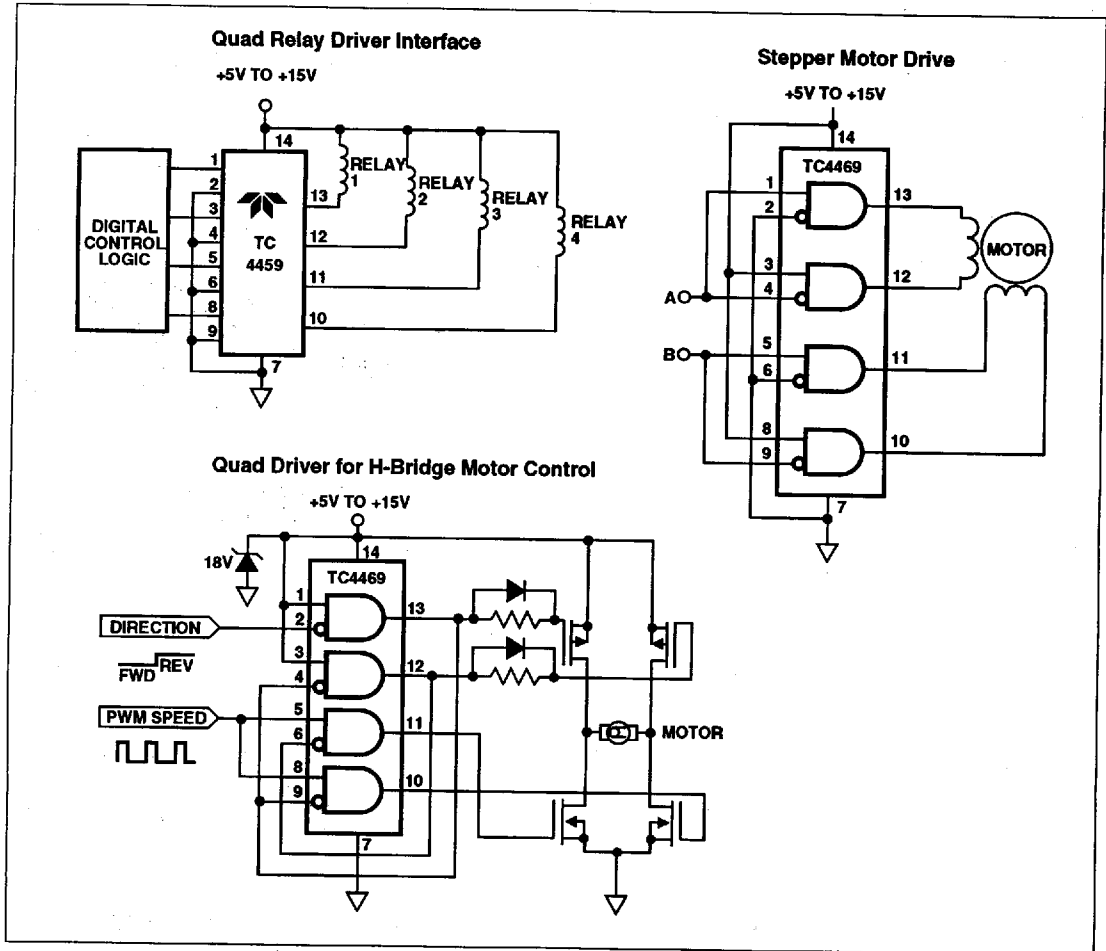 Quad Relay Driver Interface
+5V TO +15V
14
DIGITAL
CONTROL
LOGIC
1
2
3
4
5
6
8
9
TC
4459
13
12
11
10
7
RELAY
1
RELAY
2
RELAY
3
RELAY
4
Stepper Motor Drive
+5V TO +15V
14
TC4469
1
2
3
4
5
6
8
9
A
B
13
12
11
10
7
MOTOR
Quad Driver for H-Bridge Motor Control
+5V TO +15V
18V
14
TC4469
DIRECTION
FWD REV
PWM SPEED
1
2
3
4
5
6
8
9
13
12
11
10
7
MOTOR